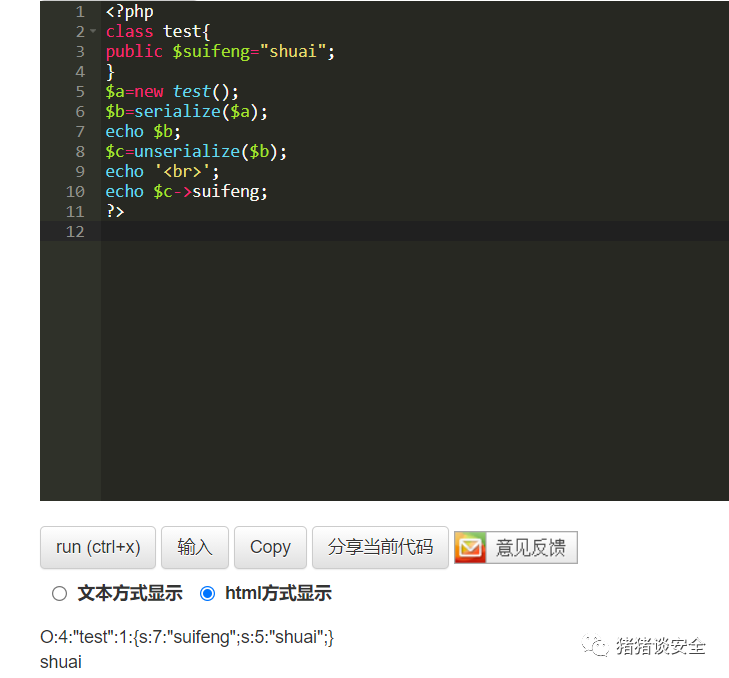 1 <?php
2 class test{
3 public $suifeng="shuai";
4 }
5 $a=new test();
6 $b=serialize($a);
7 echo $b;
8 $c=unserialize($b);
9 echo '<br>';
10 echo $c->suifeng;
11 ?>
12
run (ctrl+x) 输入 Copy 分享当前代码 意见反馈
文本方式显示 html方式显示
O:4:"test":1:{s:7:"suifeng";s:5:"shuai";}
shuai
猪猪谈安全